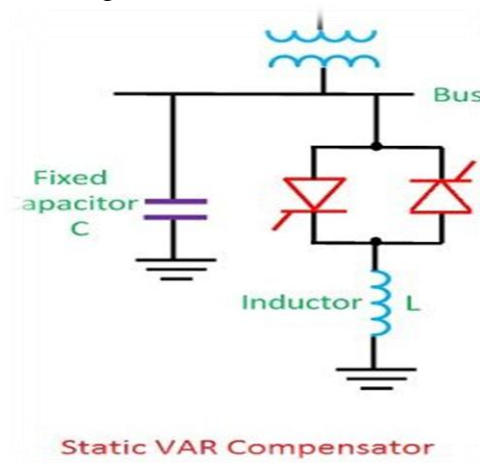 Bus
Fixed
apacitor
C
Inductor L
Static VAR Compensator